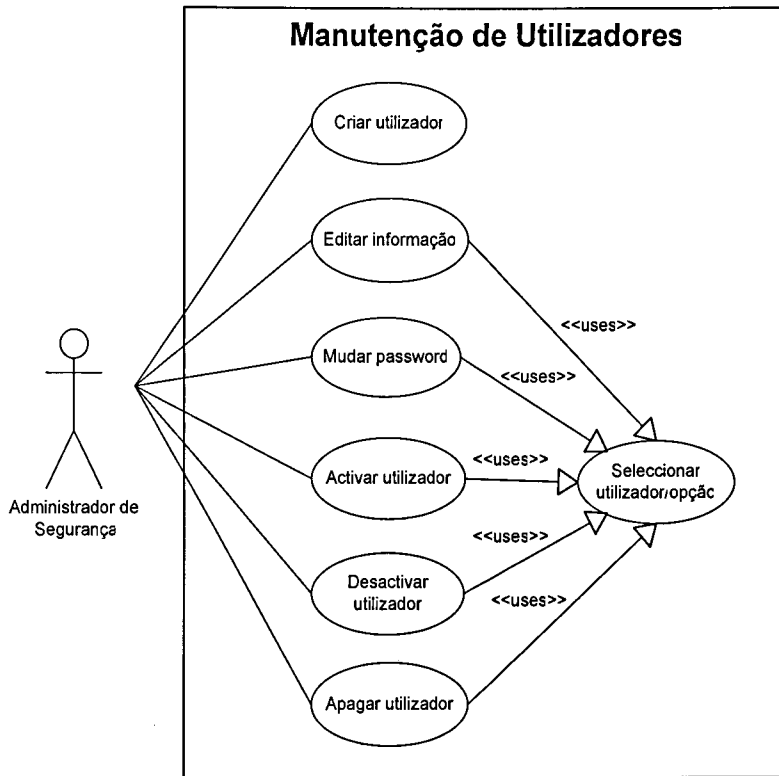 Manutenção de Utilizadores
Criar utilizador
Editar informação
<<uses>>
Mudar password
<<uses>>
Activar utilizador
<<uses>>
Seleccionar
utilizador/opção
Administrador de
Segurança
<<uses>>
Desactivar
utilizador
<<uses>>
Apagar utilizador